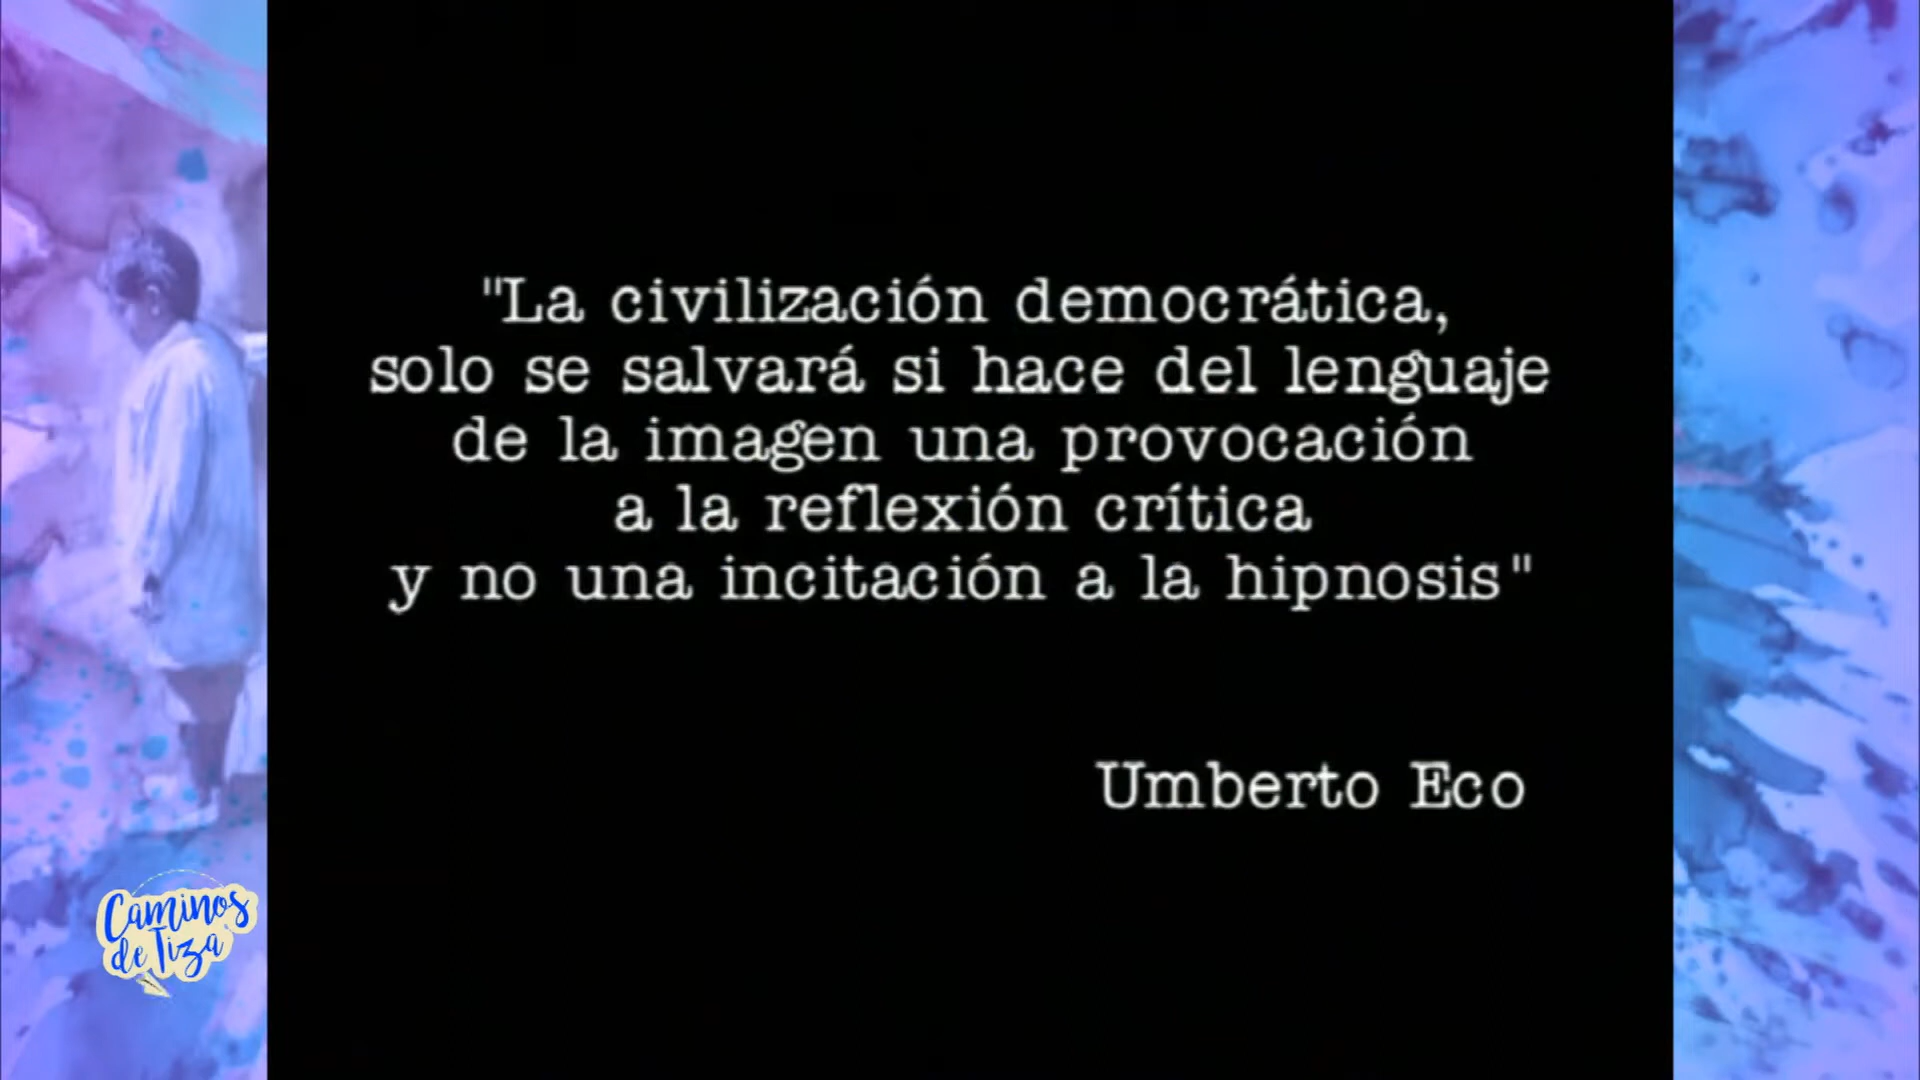 "La civilización democrática,
solo se salvará si hace del lenguaje
de la imagen una provocación
a la reflexión crítica
y no una incitación a la hipnosis"
Umberto Eco
Caminos
de Tiza